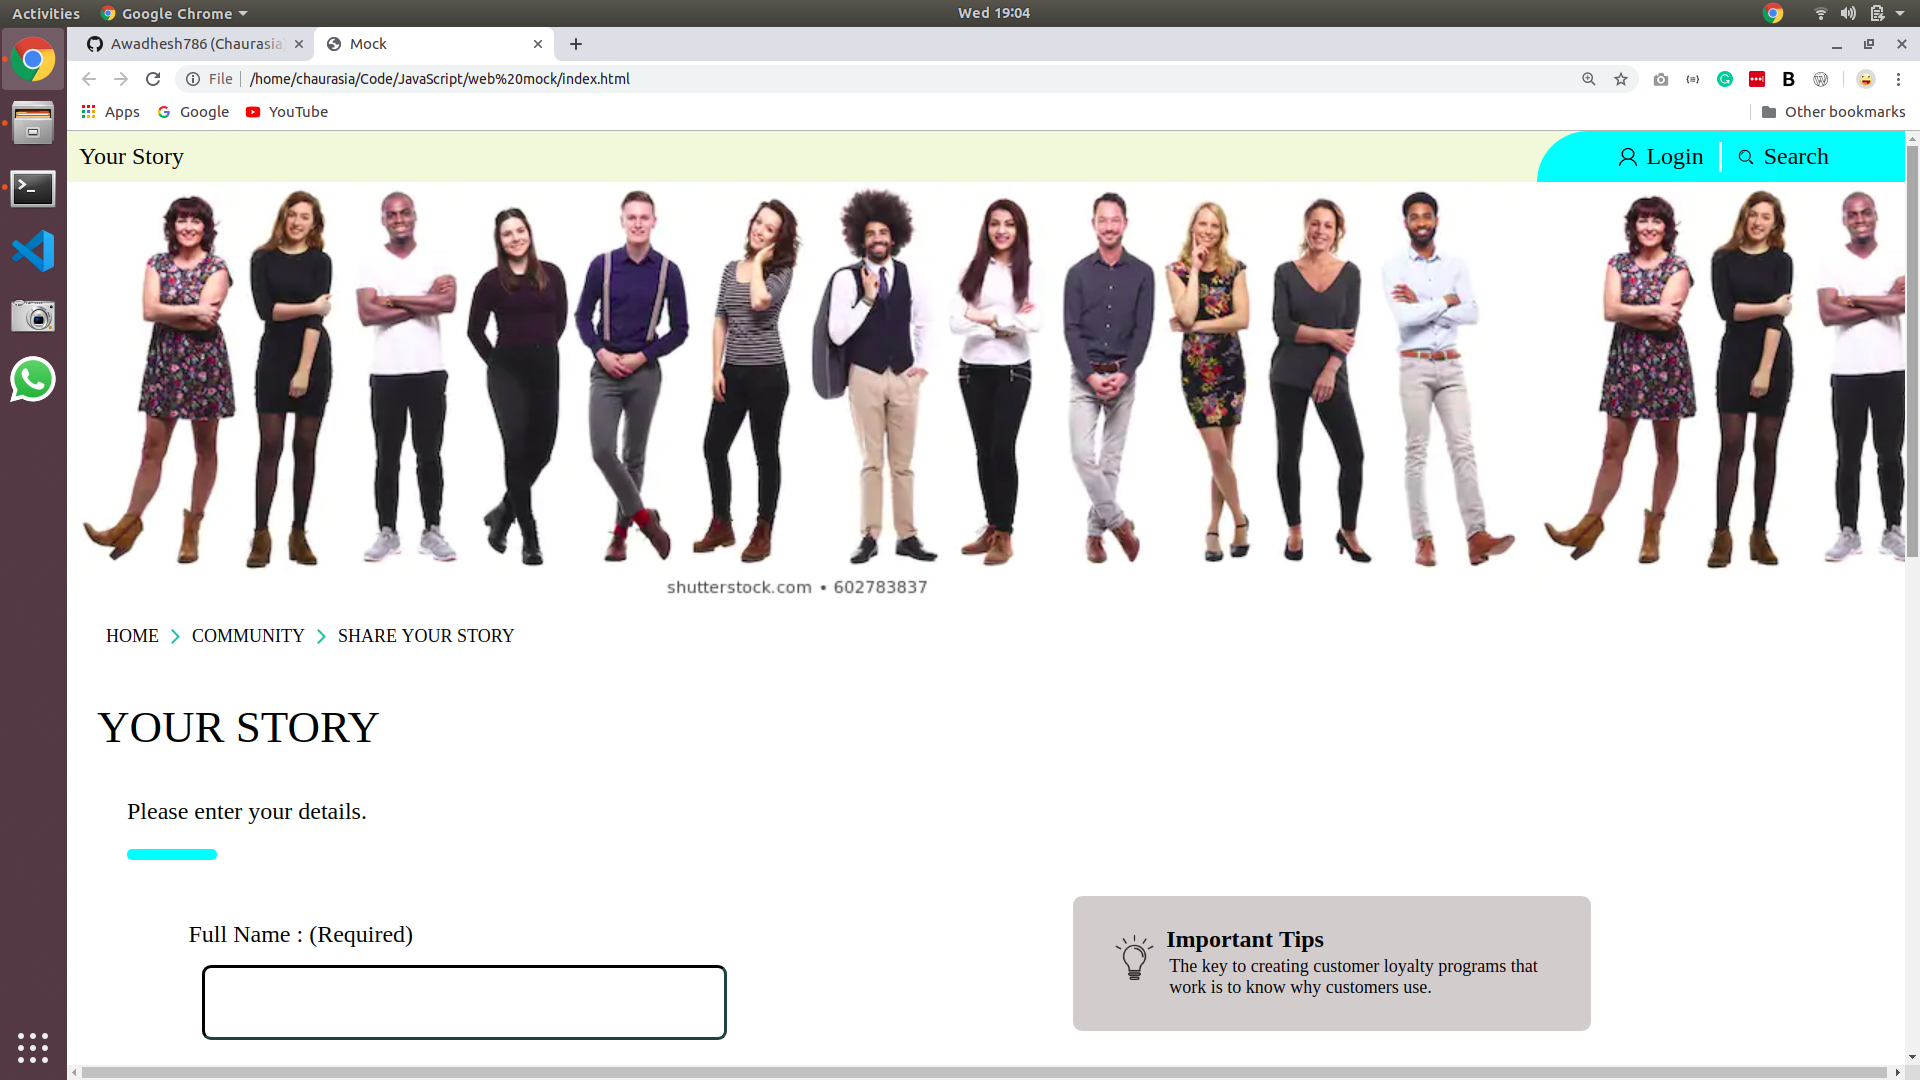 Activities
Google Chrome
Wed 19:04
Awadhesh786 (Chaurasia)
Mock
File
/home/chaurasia/Code/JavaScript/web%20mock/index.html
Apps
Google
YouTube
Other bookmarks
Your Story
Login
Search
shutterstock.com • 602783837
HOME
COMMUNITY
SHARE YOUR STORY
YOUR STORY
Please enter your details.
Full Name : (Required)
Important Tips
The key to creating customer loyalty programs that
work is to know why customers use.